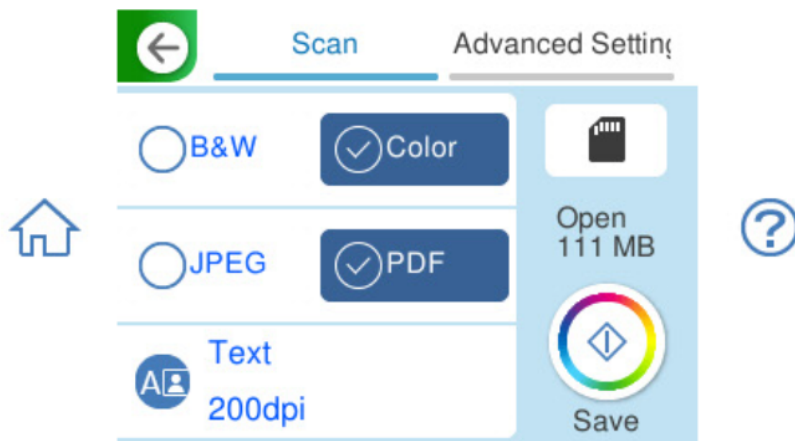 Scan
Advanced Setting
B&W
Color
JPEG
PDF
Text
200dpi
Open
111 MB
Save